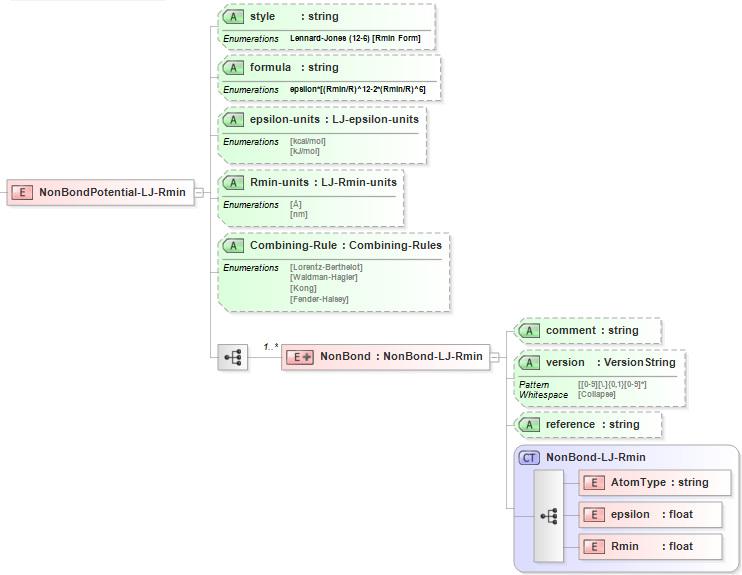 A style : string
Enumerations Lennard-Jones (12-6) [Rmin Form]
A formula : string
Enumerations epsilon*[(Rmin/R)^12-2*(Rmin/R)^6]
A epsilon-units : LJ-epsilon-units
Enumerations [kcal/mol]
[kJ/mol]
E NonBondPotential-LJ-Rmin
A Rmin-units : LJ-Rmin-units
Enumerations [Å]
[nm]
A Combining-Rule : Combining-Rules
Enumerations [Lorentz-Berthelot]
[Waldman-Hagler]
[Kong]
[Fender-Halsey]
1..*
E NonBond : NonBond-LJ-Rmin
A comment : string
A version : VersionString
Pattern [[0-9][\.]{0,1}[0-9]*]
Whitespace [Collapse]
A reference : string
CT NonBond-LJ-Rmin
E AtomType : string
E epsilon : float
E Rmin : float